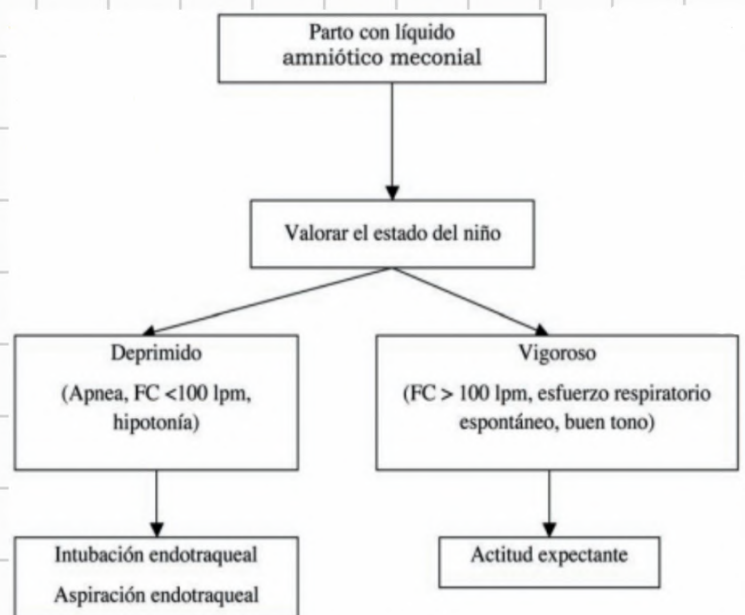 Parto con líquido
amniótico meconial
Valorar el estado del niño
Deprimido
(Apnea, FC <100 lpm,
hipotonía)
Vigoroso
(FC > 100 lpm, esfuerzo respiratorio
espontáneo, buen tono)
Intubación endotraqueal
Aspiración endotraqueal
Actitud expectante